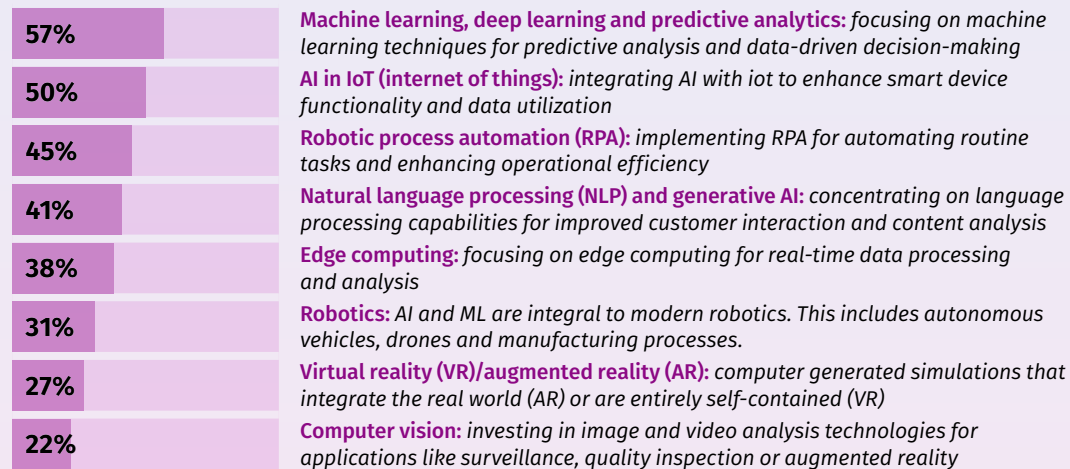 57%
Machine learning, deep learning and predictive analytics: focusing on machine
learning techniques for predictive analysis and data-driven decision-making
50%
AI in IoT (internet of things): integrating AI with iot to enhance smart device
functionality and data utilization
45%
Robotic process automation (RPA): implementing RPA for automating routine
tasks and enhancing operational efficiency
41%
Natural language processing (NLP) and generative AI: concentrating on language
processing capabilities for improved customer interaction and content analysis
38%
Edge computing: focusing on edge computing for real-time data processing
and analysis
31%
Robotics: AI and ML are integral to modern robotics. This includes autonomous
vehicles, drones and manufacturing processes.
27%
Virtual reality (VR)/augmented reality (AR): computer generated simulations that
integrate the real world (AR) or are entirely self-contained (VR)
22%
Computer vision: investing in image and video analysis technologies for
applications like surveillance, quality inspection or augmented reality